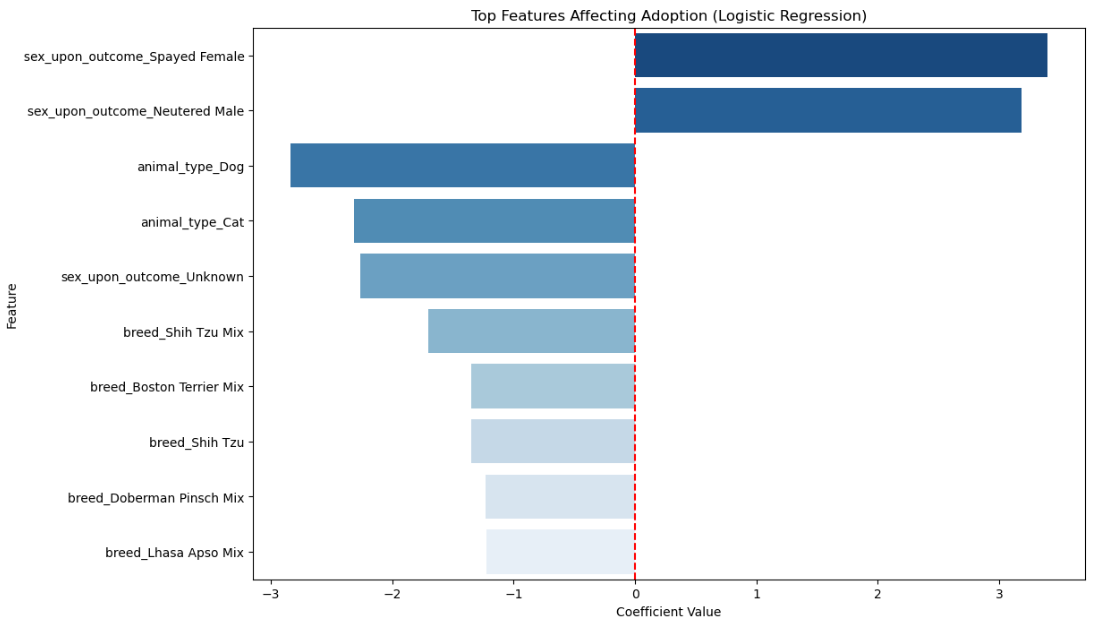 Top Features Affecting Adoption (Logistic Regression)
Feature
sex_upon_outcome_Spayed Female
sex_upon_outcome_Neutered Male
animal_type_Dog
animal_type_Cat
sex_upon_outcome_Unknown
breed_Shih Tzu Mix
breed_Boston Terrier Mix
breed_Shih Tzu
breed_Doberman Pinsch Mix
breed_Lhasa Apso Mix
−3 −2 −1 0 1 2 3
Coefficient Value